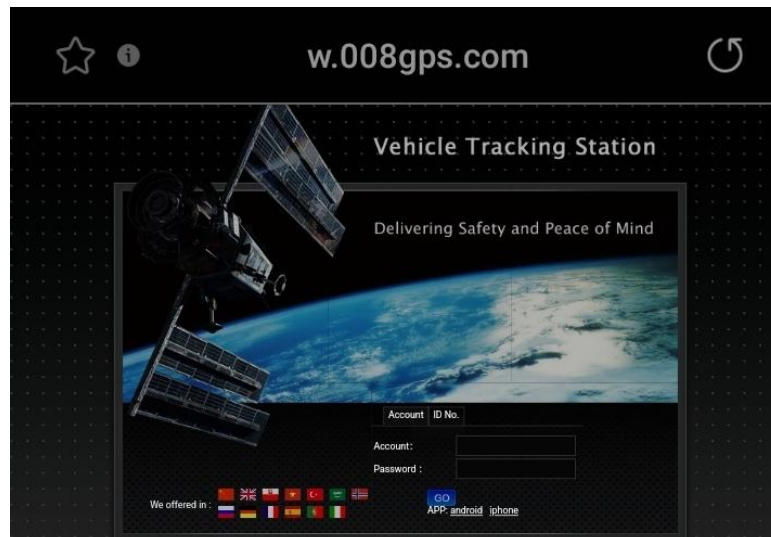 w.008gps.com
Vehicle Tracking Station
Delivering Safety and Peace of Mind
Account ID No.
Account:
Password :
We offered in :
GO
APP: android iphone